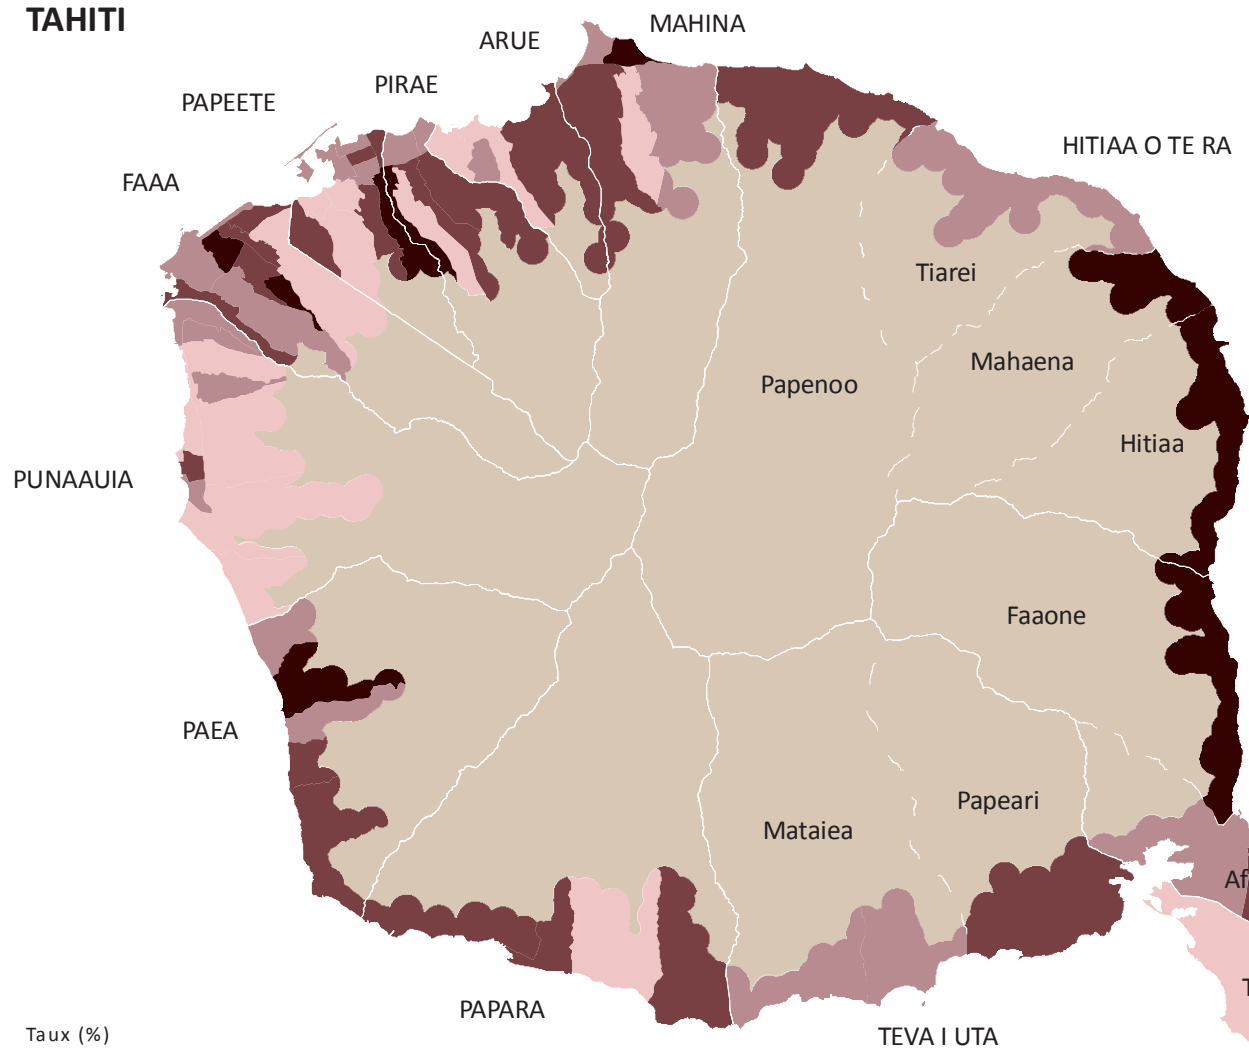 TAHITI
MAHINA
ARUE
PIRAE
PAPEETE
HITIAA O TE RA
FAAA
Tiarei
Mahaena
Papenoo
Hitiaa
PUNAAUIA
Faaone
PAEA
Papeari
Mataiea
Af
T
PAPARA
Taux (%)
TEVA I UTA